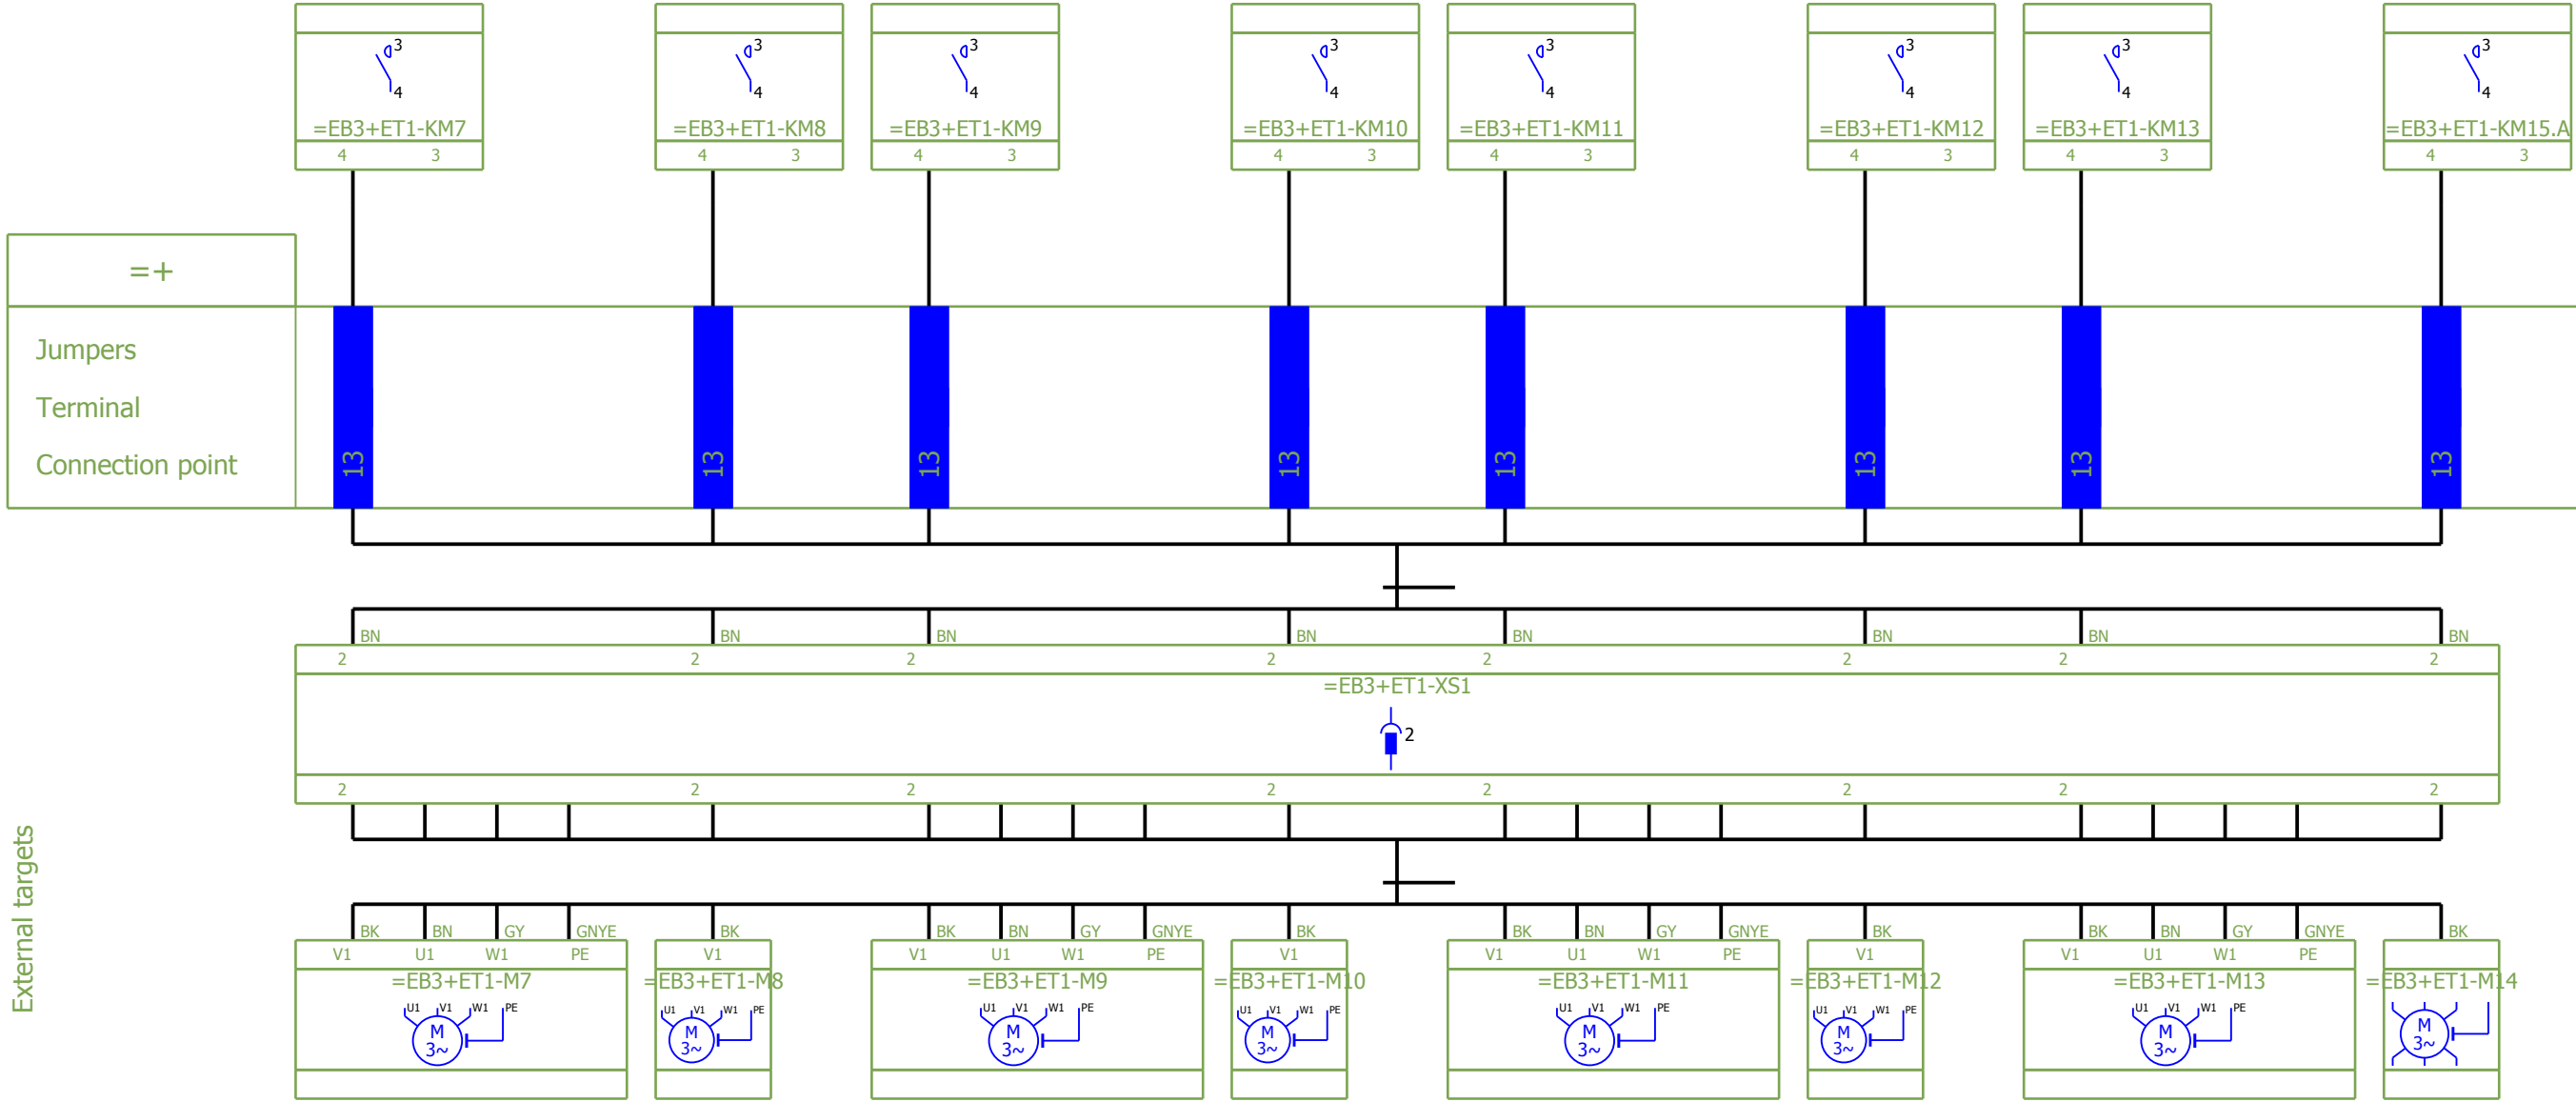 3 3 3 3 3 3 3 3
4 4 4 4 4 4 4 4
=EB3+ET1-KM7 =EB3+ET1-KM8 =EB3+ET1-KM9 =EB3+ET1-KM10 =EB3+ET1-KM11 =EB3+ET1-KM12 =EB3+ET1-KM13 =EB3+ET1-KM15.A
4 3 4 3 4 3 4 3 4 3 4 3 4 3 4 3
=+
Jumpers
Terminal
Connection point
13 13 13 13 13 13 13 13
BN BN BN BN BN BN BN BN
2 2 2 2 2 2 2 2
=EB3+ET1-XS1
2
2 2 2 2 2 2 2 2
External targets
BK BN GY GNYE BK BK BN GY GNYE BK BK BN GY GNYE BK BK BN GY GNYE BK
V1 U1 W1 PE V1 V1 U1 W1 PE V1 V1 U1 W1 PE V1 V1 U1 W1 PE
=EB3+ET1-M7 =EB3+ET1-M8 =EB3+ET1-M9 =EB3+ET1-M10 =EB3+ET1-M11 =EB3+ET1-M12 =EB3+ET1-M13 =EB3+ET1-M14
U1 V1 W1 PE U1 V1 W1 PE U1 V1 W1 PE U1 V1 W1 PE U1 V1 W1 PE U1 V1 W1 PE U1 V1 W1 PE
M M M M M M M M
3~ 3~ 3~ 3~ 3~ 3~ 3~ 3~